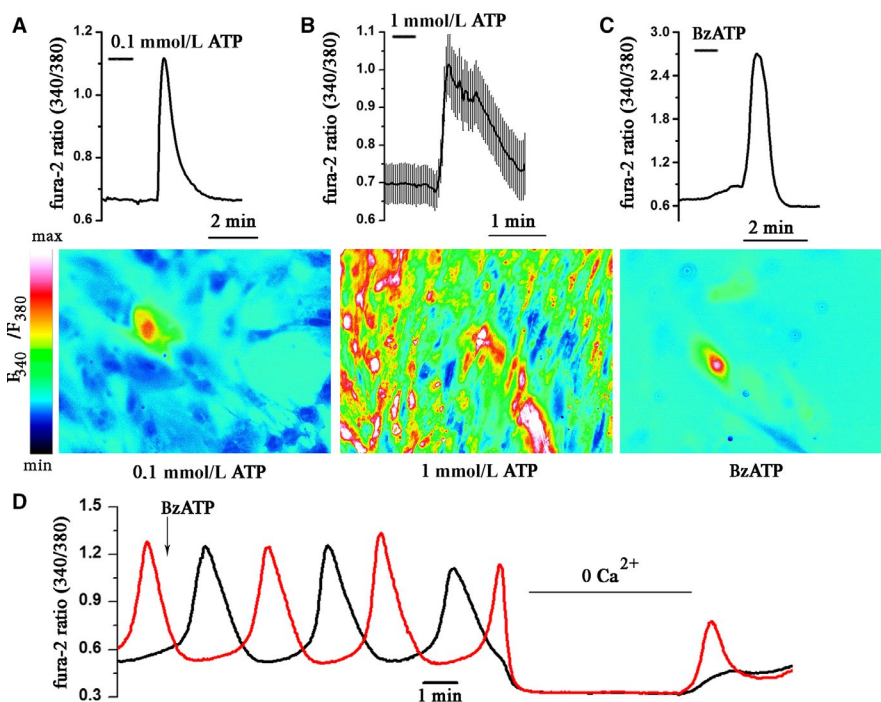 A
0.1 mmol/L ATP
fura-2 ratio (340/380)
1.2
1.0
0.8
0.6
2 min
B
1 mmol/L ATP
fura-2 ratio (340/380)
1.1
1.0
0.9
0.8
0.7
0.6
1 min
C
BzATP
fura-2 ratio (340/380)
3.0
2.4
1.8
1.2
0.6
2 min
max
F340/F380
min
0.1 mmol/L ATP
1 mmol/L ATP
BzATP
D
BzATP
fura-2 ratio (340/380)
1.5
1.2
0.9
0.6
0.3
0 Ca2+
1 min